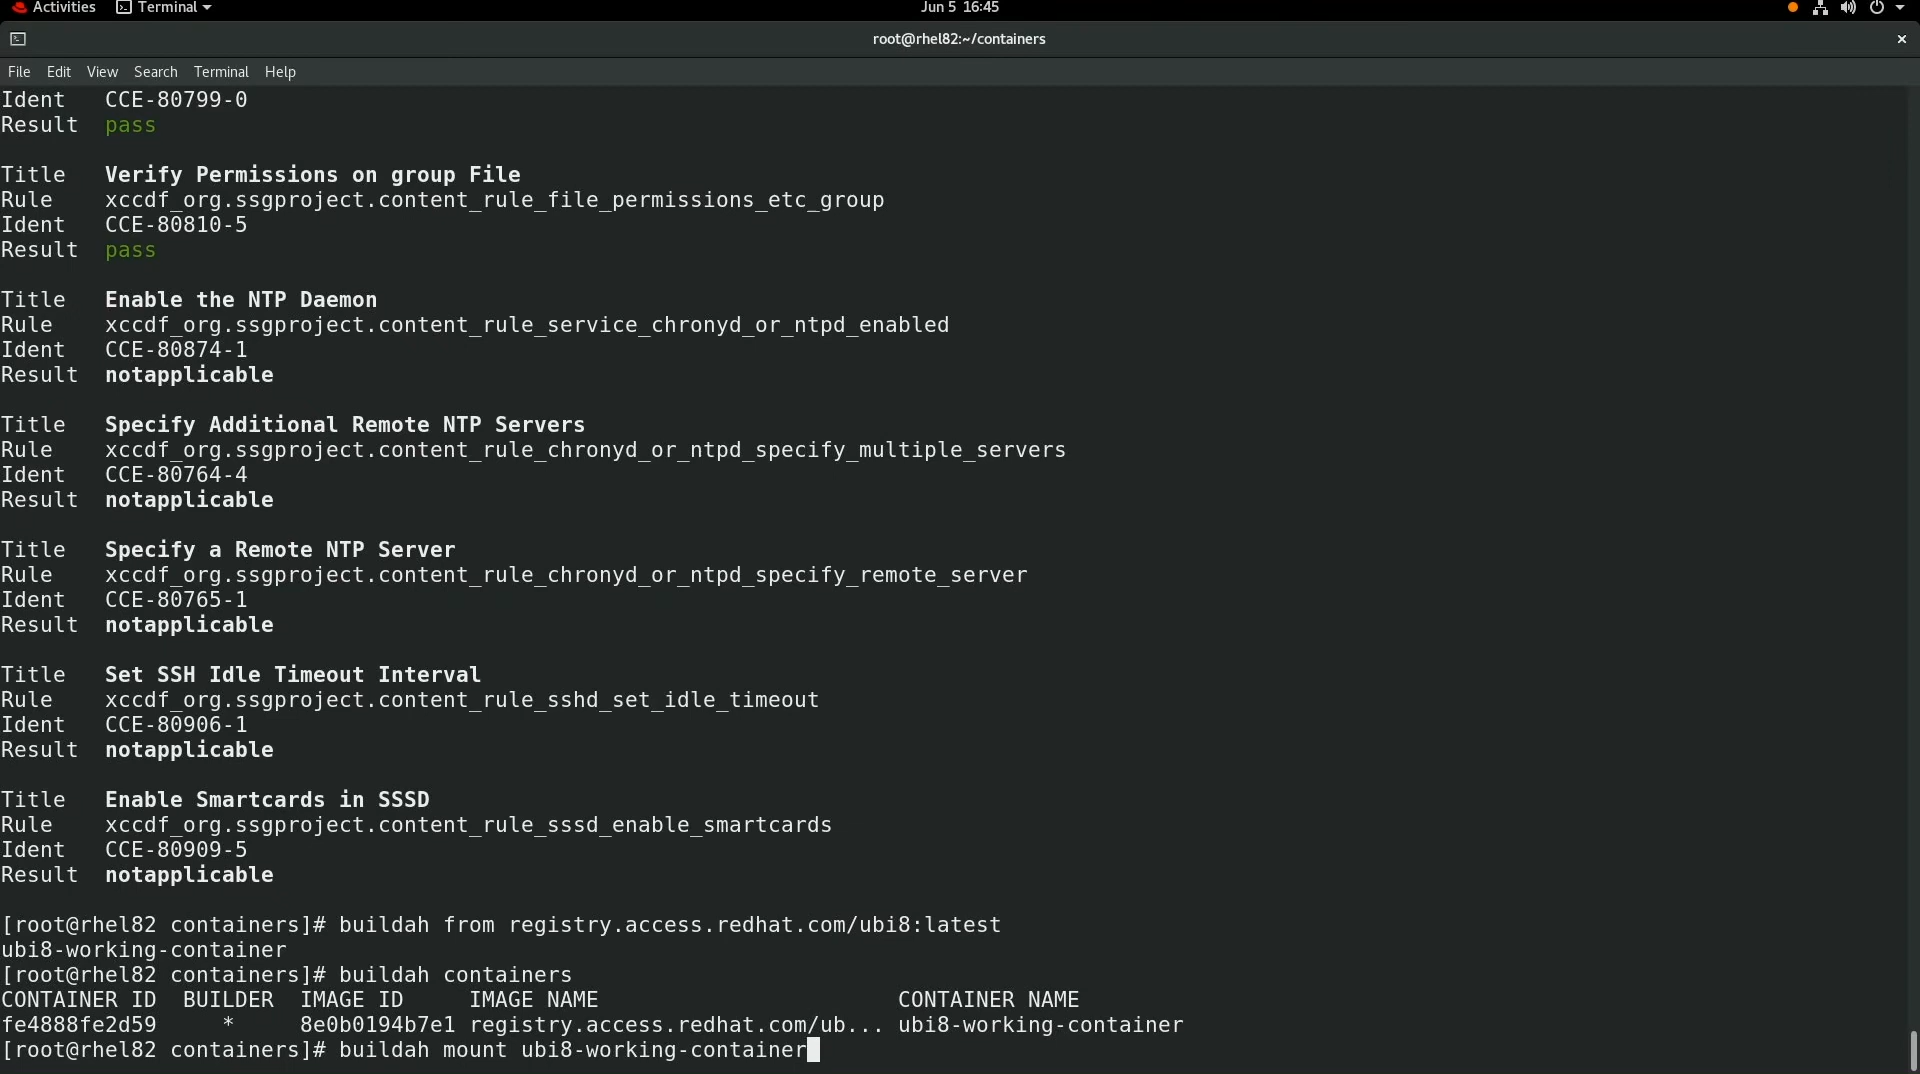 Activities Terminal Jun 5 16:45
root@rhel82:~/containers ×
File Edit View Search Terminal Help
Ident CCE-80799-0
Result pass
Title Verify Permissions on group File
Rule xccdf_org.ssgproject.content_rule_file_permissions_etc_group
Ident CCE-80810-5
Result pass
Title Enable the NTP Daemon
Rule xccdf_org.ssgproject.content_rule_service_chronyd_or_ntpd_enabled
Ident CCE-80874-1
Result notapplicable
Title Specify Additional Remote NTP Servers
Rule xccdf_org.ssgproject.content_rule_chronyd_or_ntpd_specify_multiple_servers
Ident CCE-80764-4
Result notapplicable
Title Specify a Remote NTP Server
Rule xccdf_org.ssgproject.content_rule_chronyd_or_ntpd_specify_remote_server
Ident CCE-80765-1
Result notapplicable
Title Set SSH Idle Timeout Interval
Rule xccdf_org.ssgproject.content_rule_sshd_set_idle_timeout
Ident CCE-80906-1
Result notapplicable
Title Enable Smartcards in SSSD
Rule xccdf_org.ssgproject.content_rule_sssd_enable_smartcards
Ident CCE-80909-5
Result notapplicable
[root@rhel82 containers]# buildah from registry.access.redhat.com/ubi8:latest
ubi8-working-container
[root@rhel82 containers]# buildah containers
CONTAINER ID BUILDER IMAGE ID IMAGE NAME CONTAINER NAME
fe4888fe2d59 * 8e0b0194b7e1 registry.access.redhat.com/ub... ubi8-working-container
[root@rhel82 containers]# buildah mount ubi8-working-container